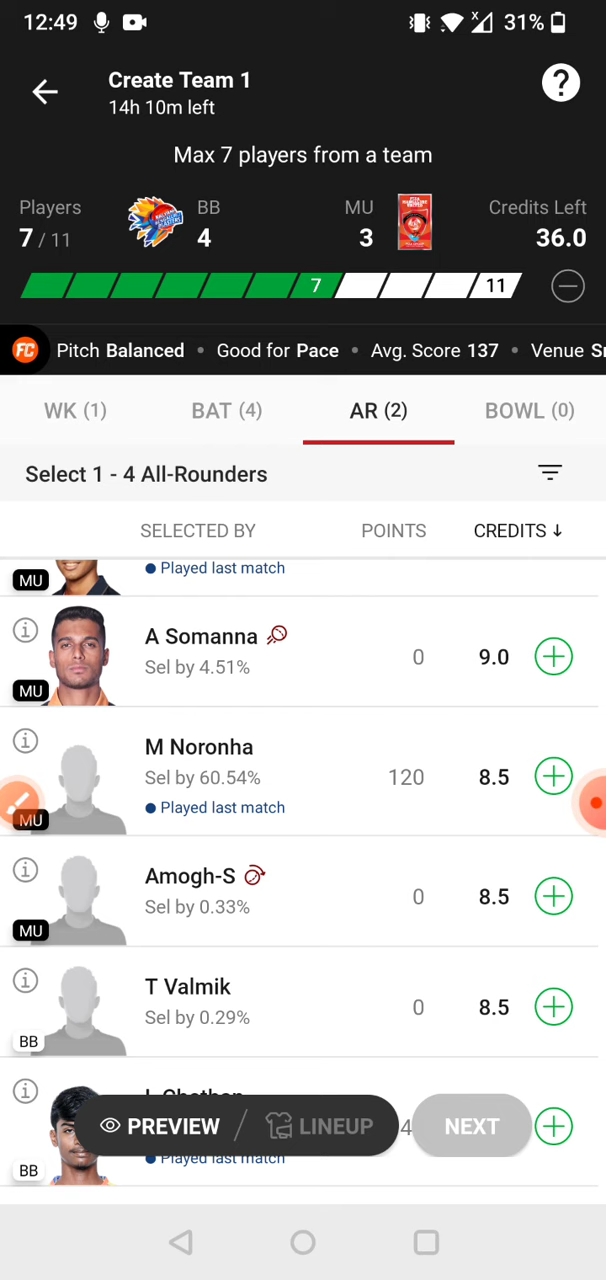 12:49 31%
Create Team 1
14h 10m left
?
Max 7 players from a team
Players BB MU Credits Left
7 / 11 4 3 36.0
7 11
FC Pitch Balanced • Good for Pace • Avg. Score 137 • Venue
WK (1) BAT (4) AR (2) BOWL (0)
Select 1 - 4 All-Rounders
SELECTED BY POINTS CREDITS ↓
MU Played last match
A Somanna
Sel by 4.51% 0 9.0
MU
M Noronha
Sel by 60.54% 120 8.5
Played last match
MU
Amogh-S
Sel by 0.33% 0 8.5
MU
T Valmik
Sel by 0.29% 0 8.5
BB
PREVIEW / LINEUP NEXT
Played last match
BB